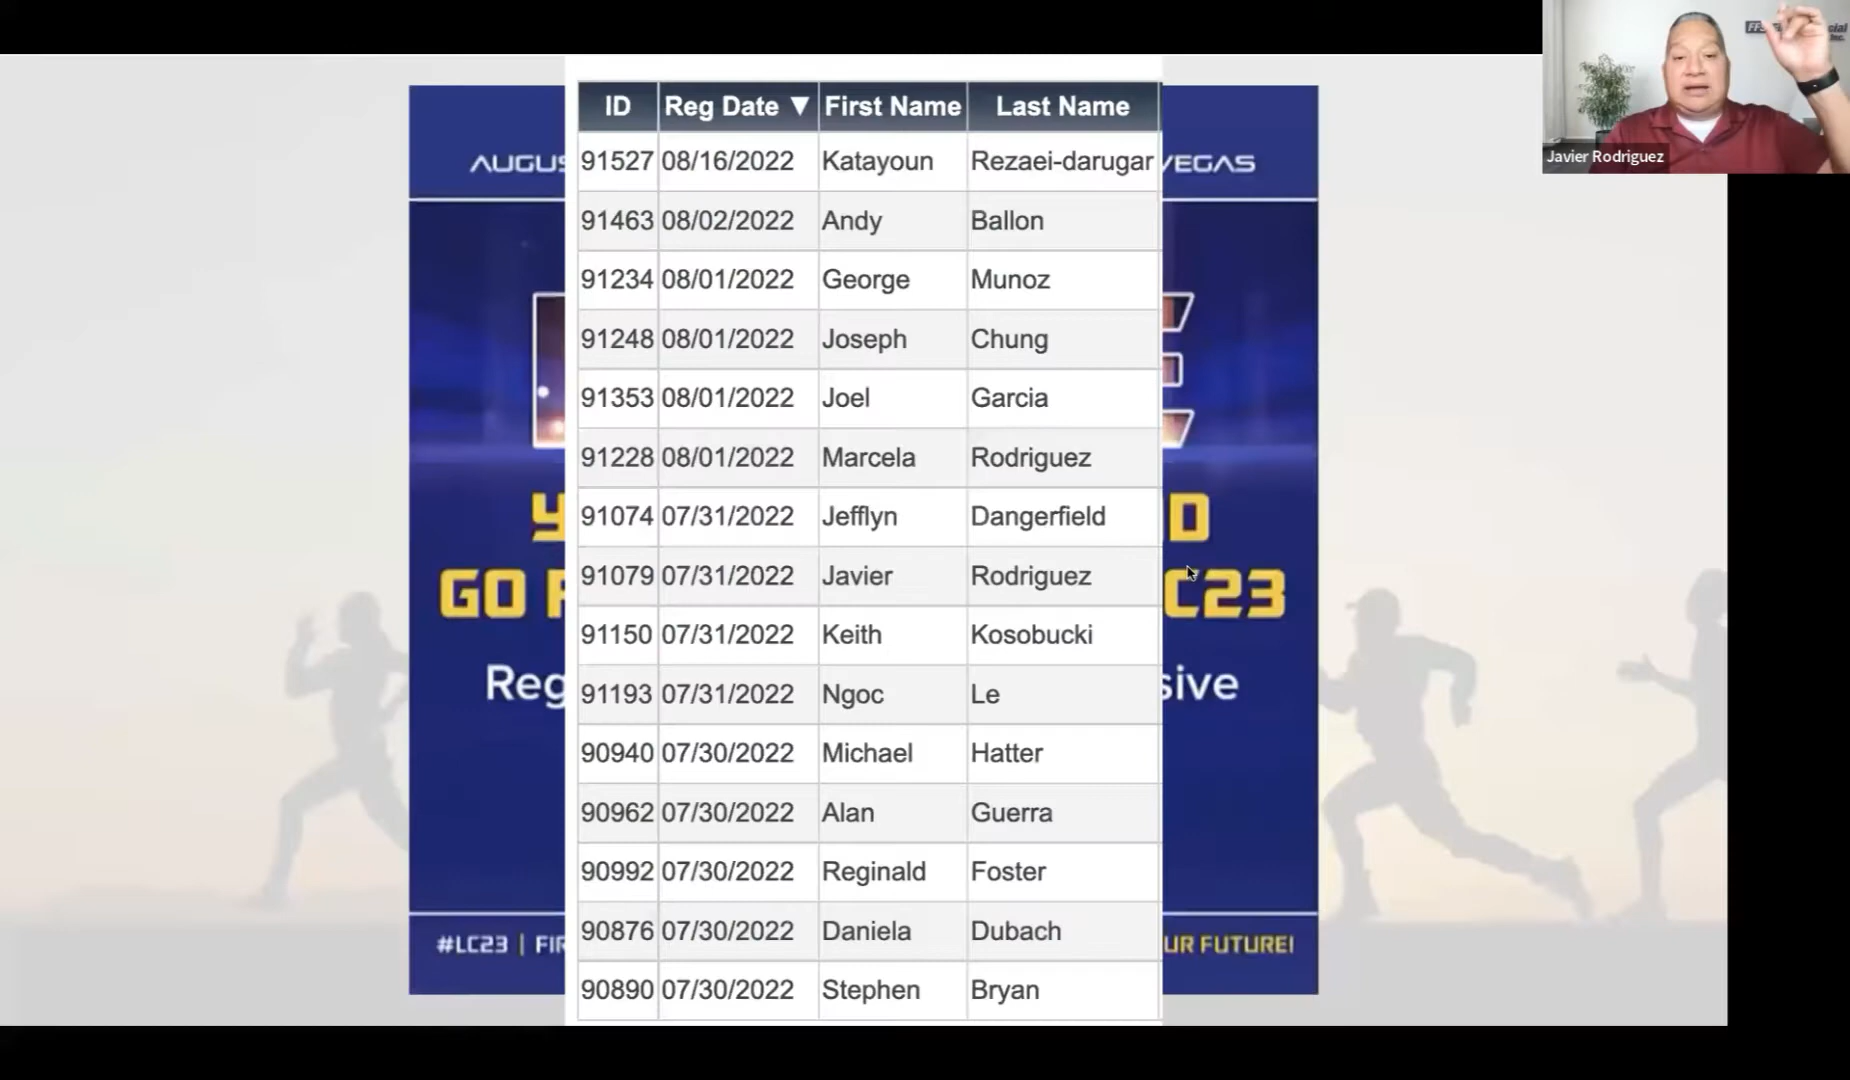 ID Reg Date ▼ First Name Last Name
91527 08/16/2022 Katayoun Rezaei-darugar
91463 08/02/2022 Andy Ballon
91234 08/01/2022 George Munoz
91248 08/01/2022 Joseph Chung
91353 08/01/2022 Joel Garcia
91228 08/01/2022 Marcela Rodriguez
91074 07/31/2022 Jefflyn Dangerfield
91079 07/31/2022 Javier Rodriguez
91150 07/31/2022 Keith Kosobucki
91193 07/31/2022 Ngoc Le
90940 07/30/2022 Michael Hatter
90962 07/30/2022 Alan Guerra
90992 07/30/2022 Reginald Foster
90876 07/30/2022 Daniela Dubach
90890 07/30/2022 Stephen Bryan
AUGUS
VEGAS
Y
D
GO
C23
Reg
sive
#LC23 | FIR
UR FUTURE!
Javier Rodriguez